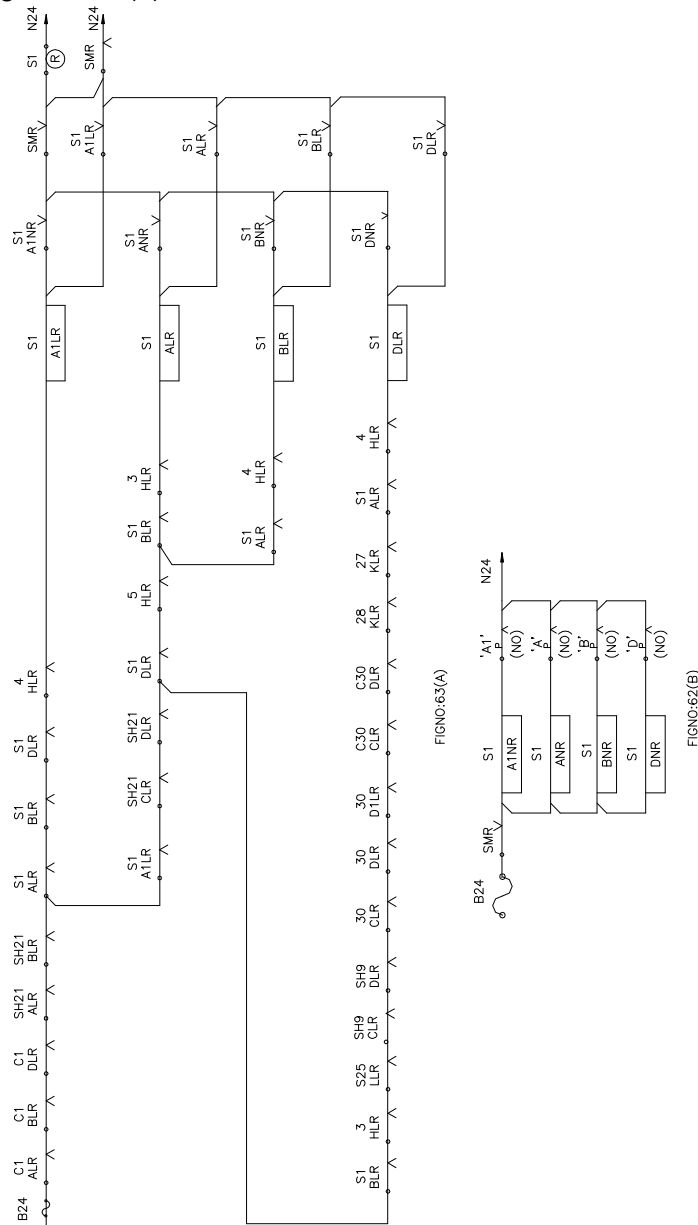 B24
C1
ALR
C1
BLR
C1
DLR
SH21
ALR
SH21
BLR
S1
ALR
S1
BLR
S1
DLR
4
HLR
S1
A1LR
S1
A1NR
SMR
S1
R
N24
S1
A1LR
SMR
N24
S1
A1LR
SH21
CLR
SH21
DLR
S1
DLR
5
HLR
S1
BLR
3
HLR
S1
ALR
S1
ANR
S1
ALR
S1
ALR
4
HLR
S1
BLR
S1
BNR
S1
BLR
S1
BLR
3
HLR
S25
LLR
SH9
CLR
SH9
DLR
30
CLR
30
DLR
30
D1LR
C30
CLR
C30
DLR
28
KLR
27
KLR
S1
ALR
4
HLR
S1
DLR
S1
DNR
S1
DLR
FIGNO:63(A)
B24
SMR
S1
A1NR
'A1'
P
(NO)
N24
S1
ANR
'A'
P
(NO)
S1
BNR
'B'
P
(NO)
S1
DNR
'D'
P
(NO)
FIGNO:62(B)